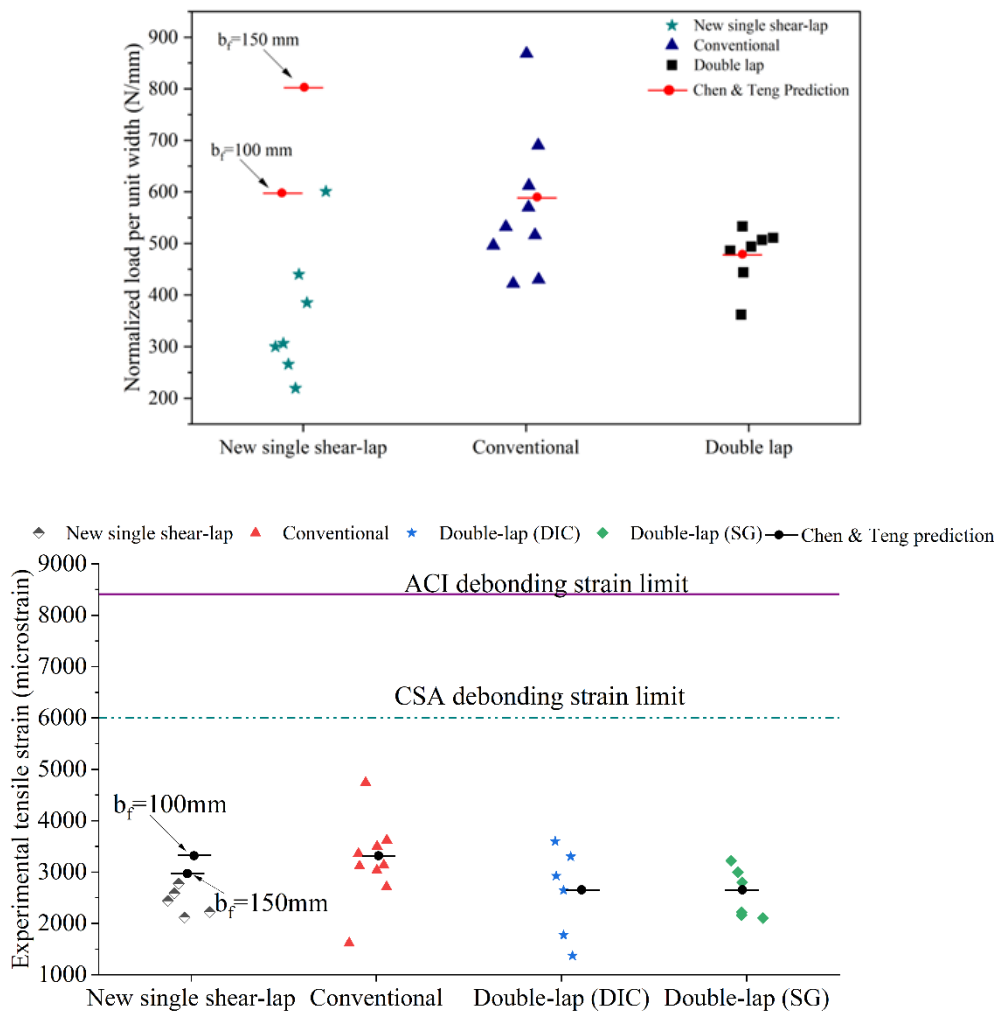 Normalized load per unit width (N/mm)
900
800
700
600
500
400
300
200
b_f=150 mm
b_f=100 mm
New single shear-lap
Conventional
Double lap
Chen & Teng Prediction
New single shear-lap Conventional Double lap
New single shear-lap Conventional Double-lap (DIC) Double-lap (SG) Chen & Teng prediction
Experimental tensile strain (microstrain)
9000
8000
7000
6000
5000
4000
3000
2000
1000
ACI debonding strain limit
CSA debonding strain limit
b_f=100mm
b_f=150mm
New single shear-lap Conventional Double-lap (DIC) Double-lap (SG)